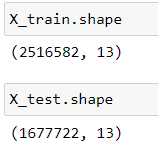 X_train.shape
(2516582, 13)
X_test.shape
(1677722, 13)